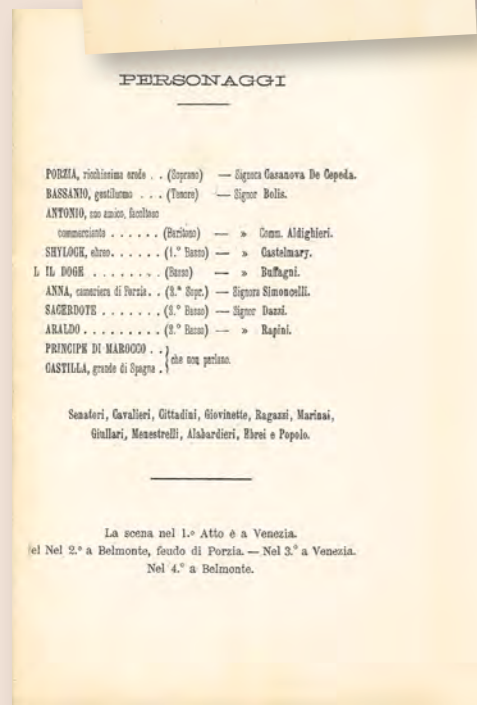 PERSONAGGI
PORZIA, ricchissima erede . . (Soprano) — Signora Casanova De Cepeda.
BASSANIO, gentiluomo . . . (Tenore) — Signor Bolis.
ANTONIO, suo amico, facoltoso
commerciante . . . . . . (Baritono) — » Comm. Aldighieri.
SHYLOCK, ebreo. . . . . . (1.º Basso) — » Castelmary.
L IL DOGE . . . . . . . . (Basso) — » Buffagni.
ANNA, cameriera di Porzia. . (2.ª Sopr.) — Signora Simoncelli.
SACERDOTE . . . . . . . (2.º Basso) — Signor Dazzi.
ARALDO . . . . . . . . . (2.º Basso) — » Rapini.
PRINCIPE DI MAROCCO . . } che non parlano.
CASTILLA, grande di Spagna .
Senatori, Cavalieri, Cittadini, Giovinette, Ragazzi, Marinai,
Giullari, Menestrelli, Alabardieri, Ebrei e Popolo.
La scena nel 1.º Atto è a Venezia.
el Nel 2.º a Belmonte, feudo di Porzia. — Nel 3.º a Venezia.
Nel 4.º a Belmonte.